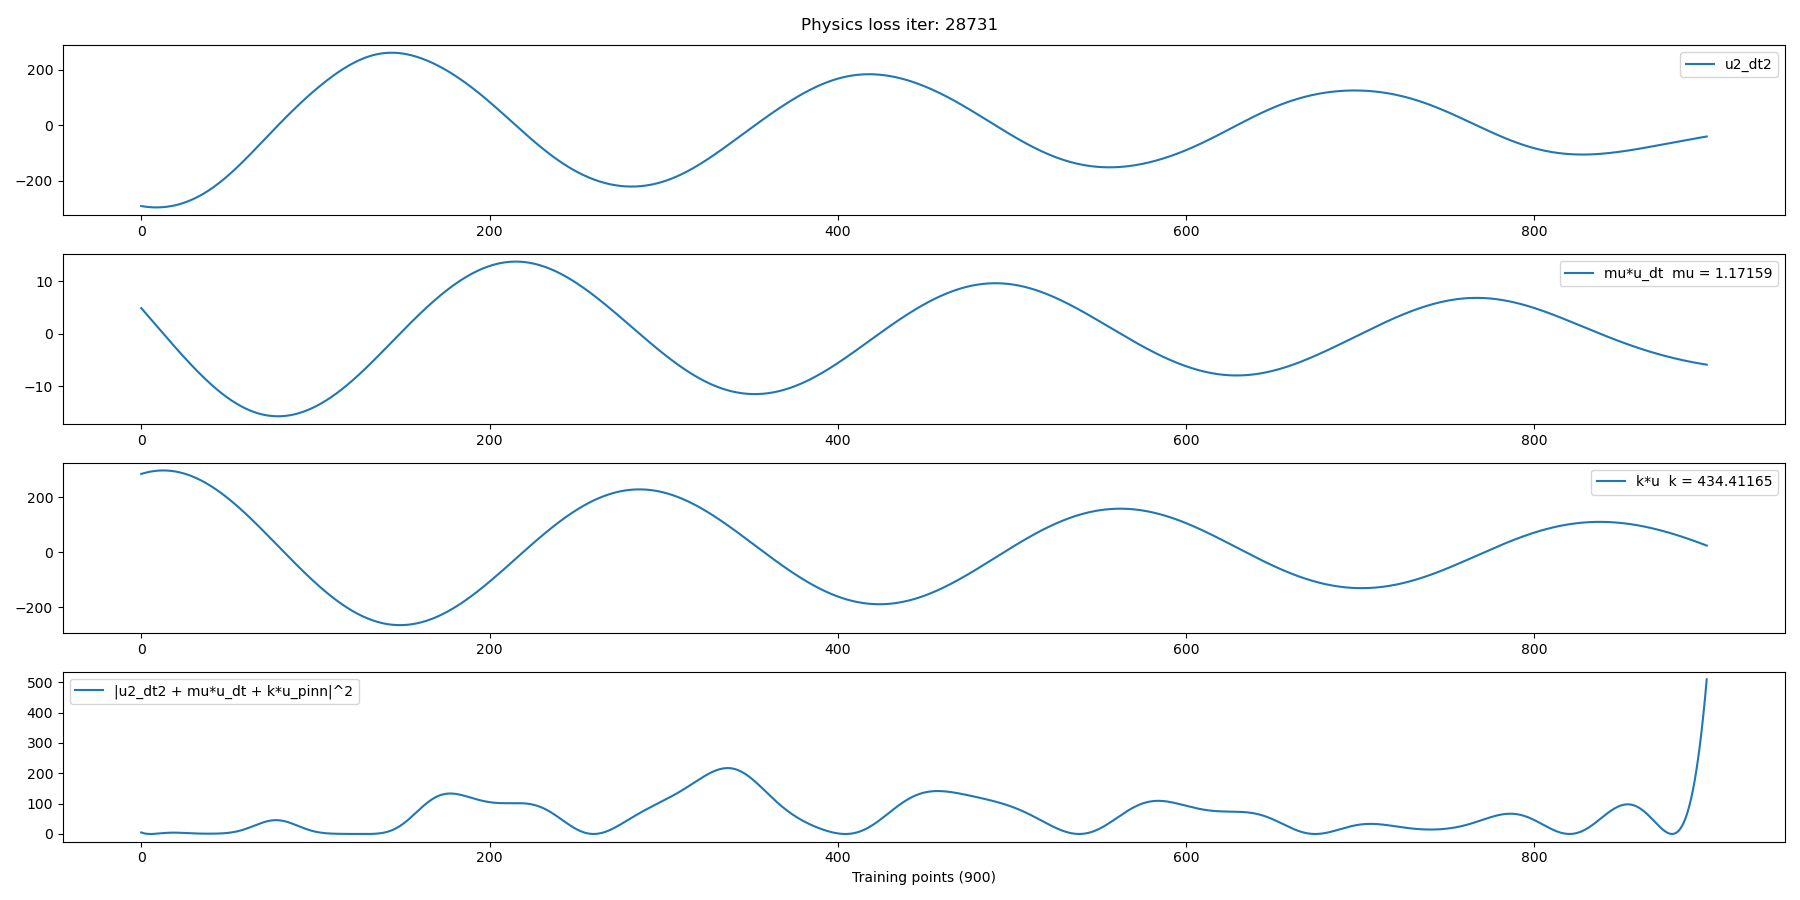 Physics loss iter: 28731
u2_dt2
200
0
−200
0 200 400 600 800
mu*u_dt  mu = 1.17159
10
0
−10
0 200 400 600 800
k*u  k = 434.41165
200
0
−200
0 200 400 600 800
|u2_dt2 + mu*u_dt + k*u_pinn|^2
500
400
300
200
100
0
0 200 400 600 800
Training points (900)